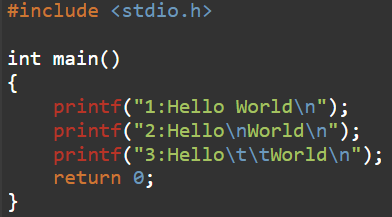 #include <stdio.h>
int main()
{
    printf("1:Hello World\n");
    printf("2:Hello\nWorld\n");
    printf("3:Hello\t\tWorld\n");
    return 0;
}